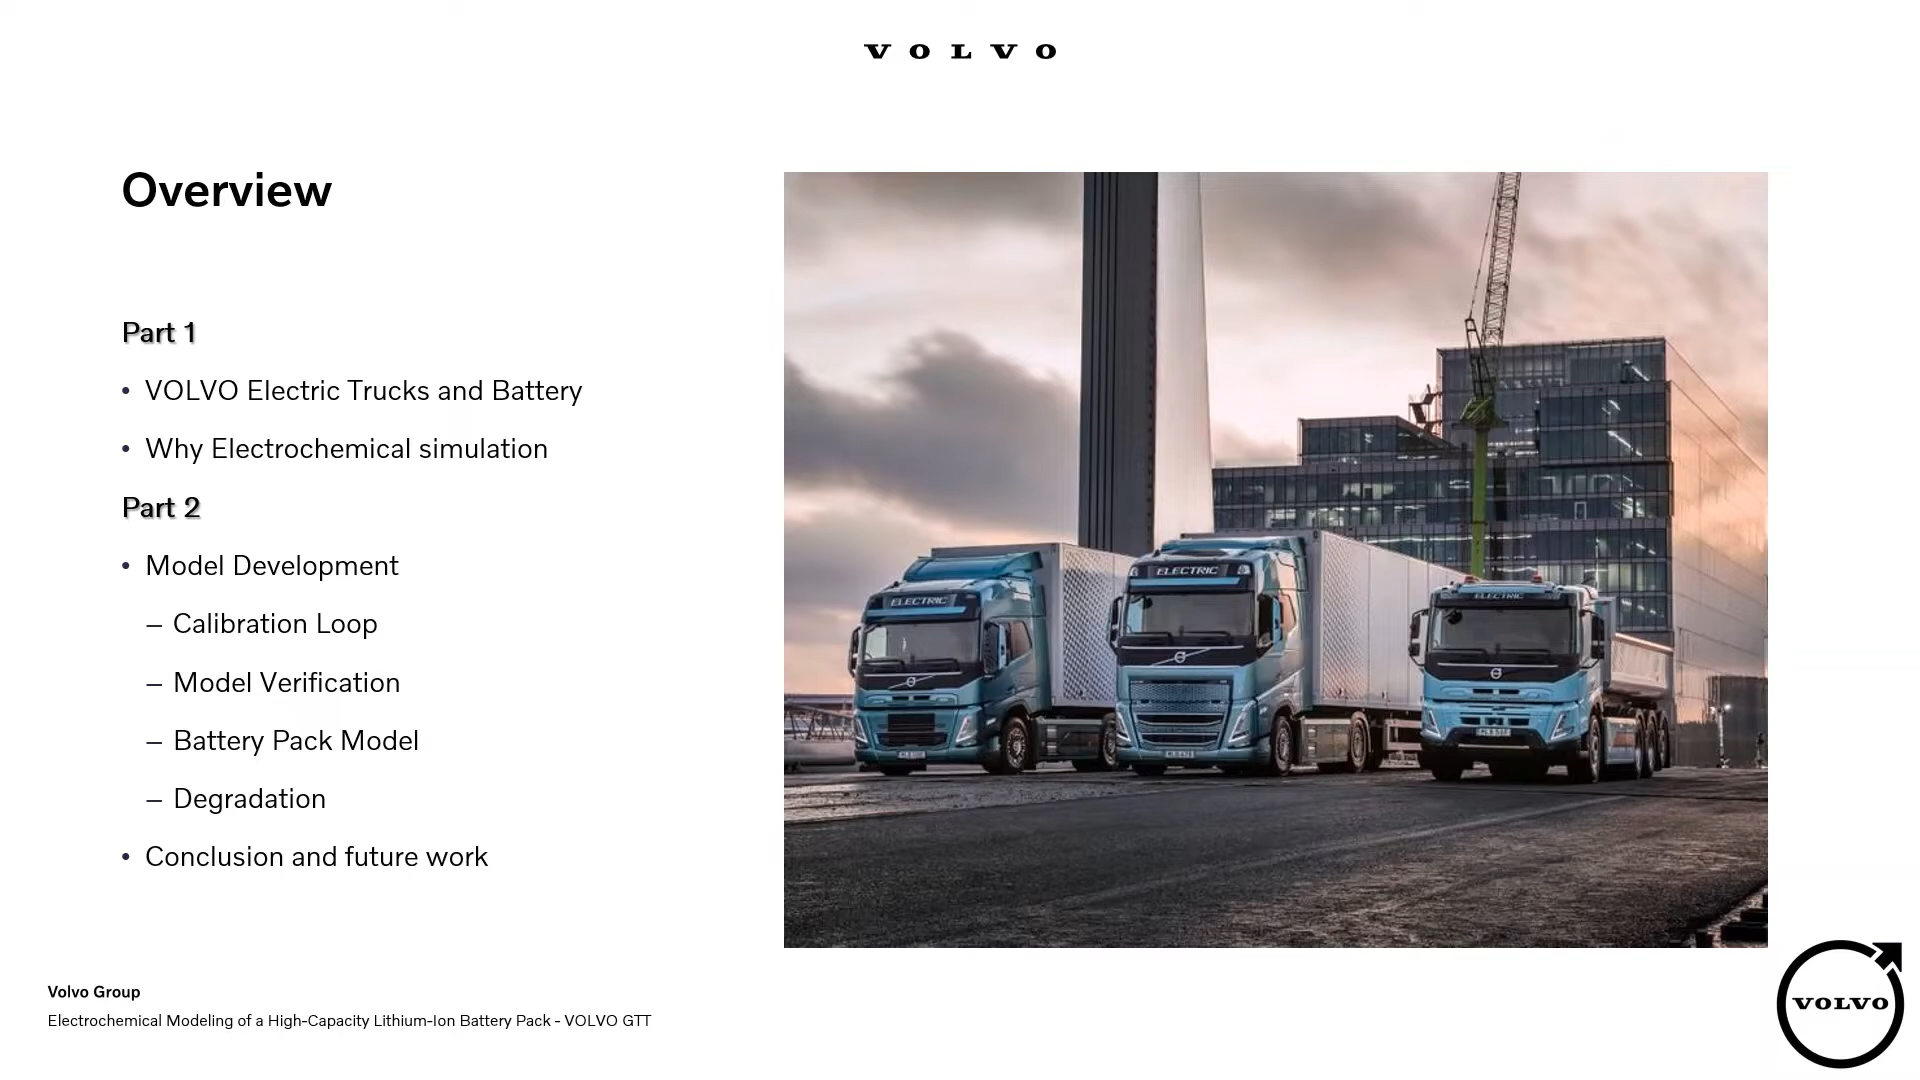 VOLVO
Overview
Part 1
• VOLVO Electric Trucks and Battery
• Why Electrochemical simulation
Part 2
• Model Development
– Calibration Loop
– Model Verification
– Battery Pack Model
– Degradation
• Conclusion and future work
ELECTRIC
ELECTRIC
ELECTRIC
Volvo Group
Electrochemical Modeling of a High-Capacity Lithium-Ion Battery Pack - VOLVO GTT
VOLVO